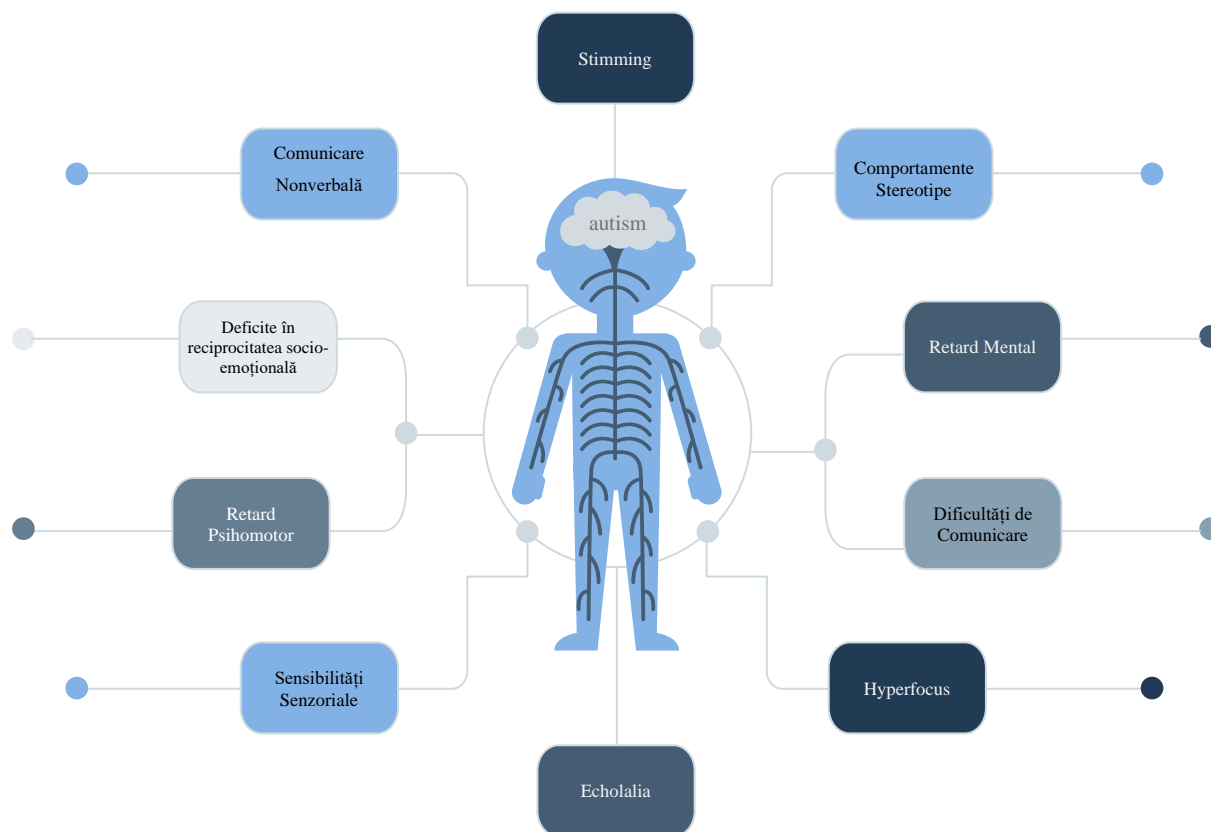 Stimming
Comunicare
Nonverbală
Comportamente
Stereotipe
autism
Deficite în
reciprocitatea socio-
emoțională
Retard Mental
Retard
Psihomotor
Dificultăți de
Comunicare
Sensibilități
Senzoriale
Hyperfocus
Echolalia